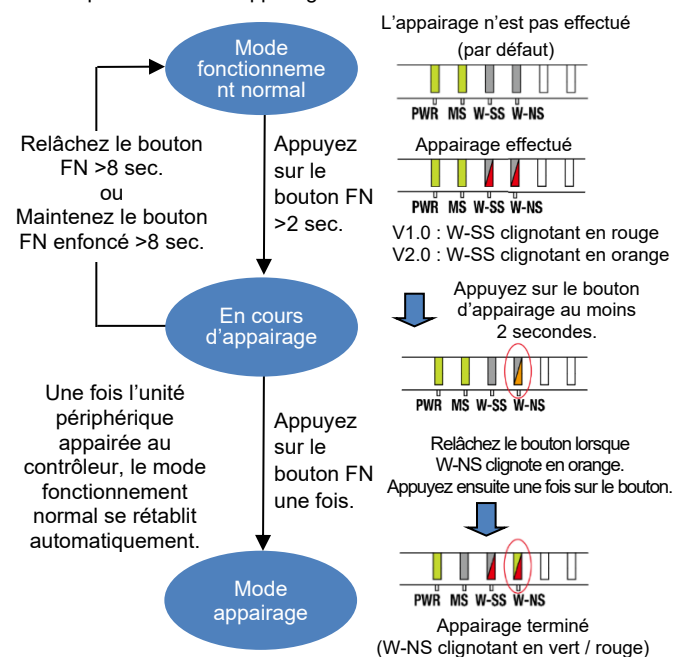 Mode
fonctionneme
nt normal
Relâchez le bouton
FN >8 sec.
ou
Maintenez le bouton
FN enfoncé >8 sec.
Appuyez
sur le
bouton FN
>2 sec.
En cours
d’appairage
Une fois l’unité
périphérique
appairée au
contrôleur, le mode
fonctionnement
normal se rétablit
automatiquement.
Appuyez
sur le
bouton FN
une fois.
Mode
appairage
L’appairage n’est pas effectué
(par défaut)
PWR MS W-SS W-NS
Appairage effectué
PWR MS W-SS W-NS
V1.0 : W-SS clignotant en rouge
V2.0 : W-SS clignotant en orange
Appuyez sur le bouton
d’appairage au moins
2 secondes.
PWR MS W-SS W-NS
Relâchez le bouton lorsque
W-NS clignote en orange.
Appuyez ensuite une fois sur le bouton.
PWR MS W-SS W-NS
Appairage terminé
(W-NS clignotant en vert / rouge)